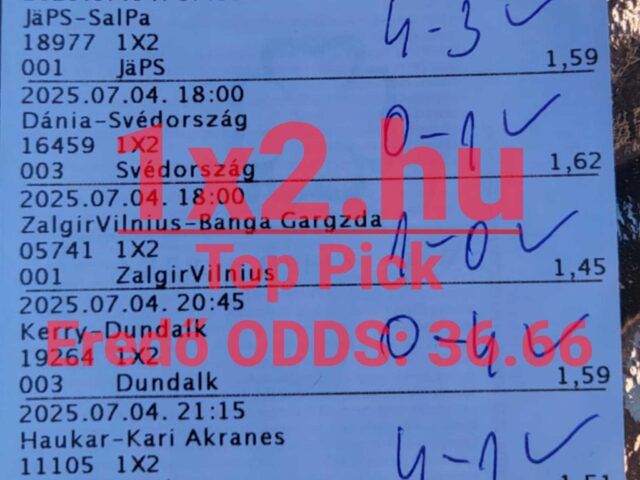 JäPS-SalPa
4-3 ✓
18977 1X2
001 JäPS 1,59
2025.07.04. 18:00
Dánia-Svédország
0-1 ✓
16459 1X2
003 Svédország 1,62
2025.07.04. 18:00
ZalgirVilnius-Banga Gargzda
1-0 ✓
05741 1X2
001 ZalgirVilnius 1,45
2025.07.04. 20:45
Kerry-Dundalk
0-4 ✓
19264 1X2
003 Dundalk 1,59
2025.07.04. 21:15
Haukar-Kari Akranes
4-1 ✓
11105 1X2
1x2.hu
Top Pick
Eredő ODDS: 36.66